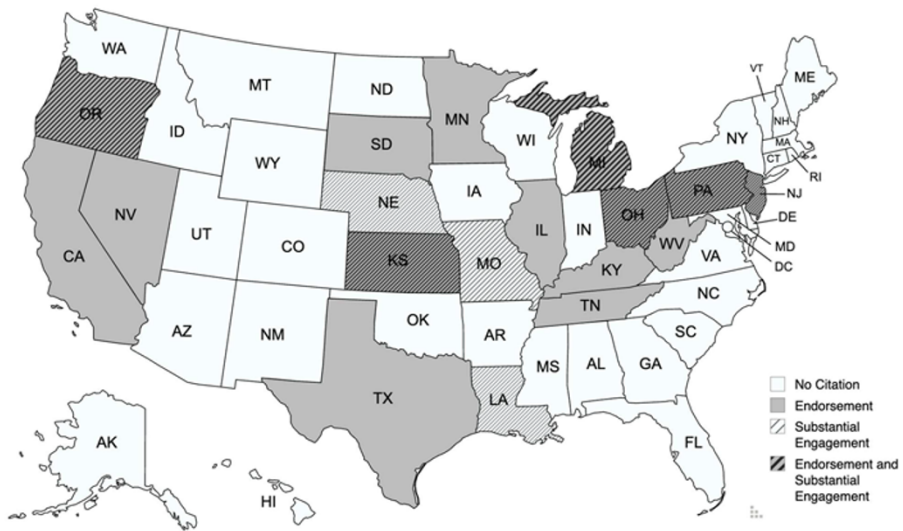 WA
MT
ND
MN
VT
ME
OR
ID
SD
WI
NH
NY
MA
WY
MI
CT
RI
NE
IA
PA
NJ
NV
IL
IN
OH
DE
UT
CO
WV
MD
CA
KS
MO
KY
VA
DC
NC
TN
AZ
NM
OK
AR
SC
MS
AL
GA
TX
LA
No Citation
Endorsement
Substantial
Engagement
AK
FL
Endorsement and
Substantial
Engagement
HI